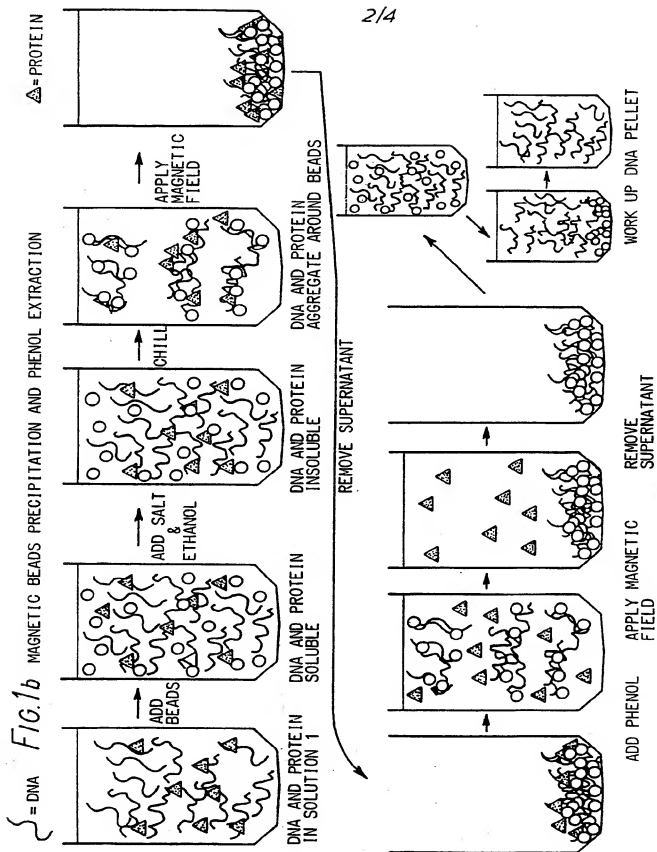 2/4
= DNA FIG.1b MAGNETIC BEADS PRECIPITATION AND PHENOL EXTRACTION
= PROTEIN
ADD
BEADS
ADD SALT
&
ETHANOL
CHILL
APPLY
MAGNETIC
FIELD
DNA AND PROTEIN
IN SOLUTION 1
DNA AND PROTEIN
SOLUBLE
DNA AND PROTEIN
INSOLUBLE
DNA AND PROTEIN
AGGREGATE AROUND BEADS
REMOVE SUPERNATANT
ADD PHENOL
APPLY MAGNETIC
FIELD
REMOVE
SUPERNATANT
WORK UP DNA PELLET